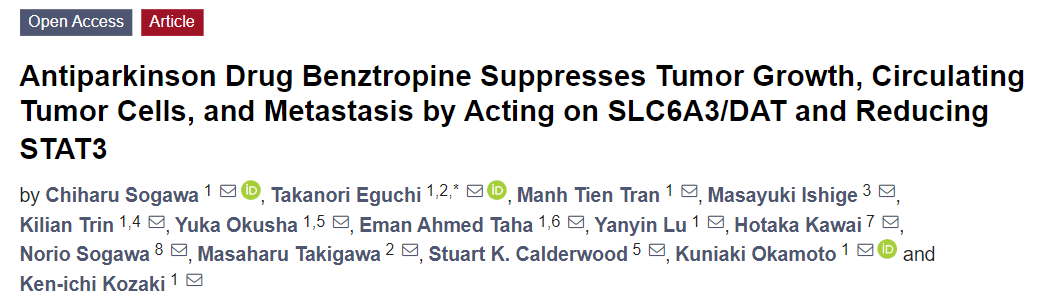 Open Access Article
Antiparkinson Drug Benztropine Suppresses Tumor Growth, Circulating
Tumor Cells, and Metastasis by Acting on SLC6A3/DAT and Reducing
STAT3
by Chiharu Sogawa 1 iD, Takanori Eguchi 1,2,* iD, Manh Tien Tran 1, Masayuki Ishige 3,
Kilian Trin 1,4, Yuka Okusha 1,5, Eman Ahmed Taha 1,6, Yanyin Lu 1, Hotaka Kawai 7,
Norio Sogawa 8, Masaharu Takigawa 2, Stuart K. Calderwood 5, Kuniaki Okamoto 1 iD and
Ken-ichi Kozaki 1